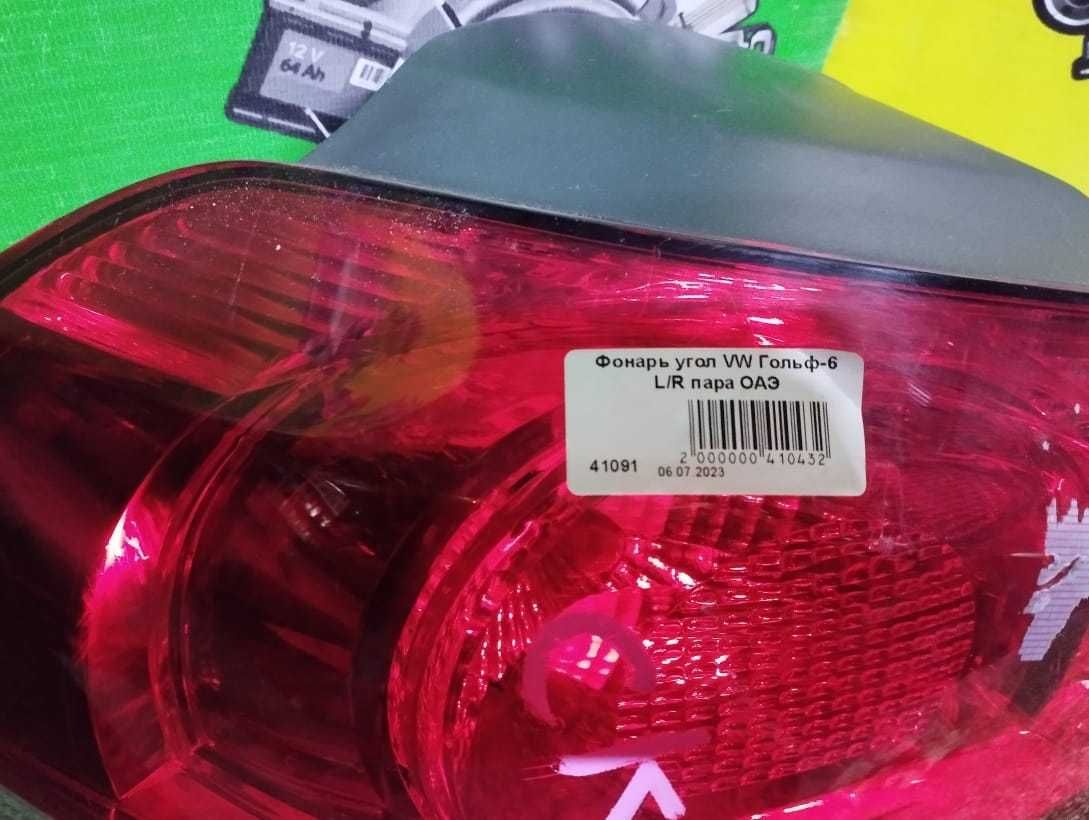 12 V
64 Ah
Фонарь угол VW Гольф-6
L/R пара ОАЭ
2 000000 410432
41091 06.07.2023